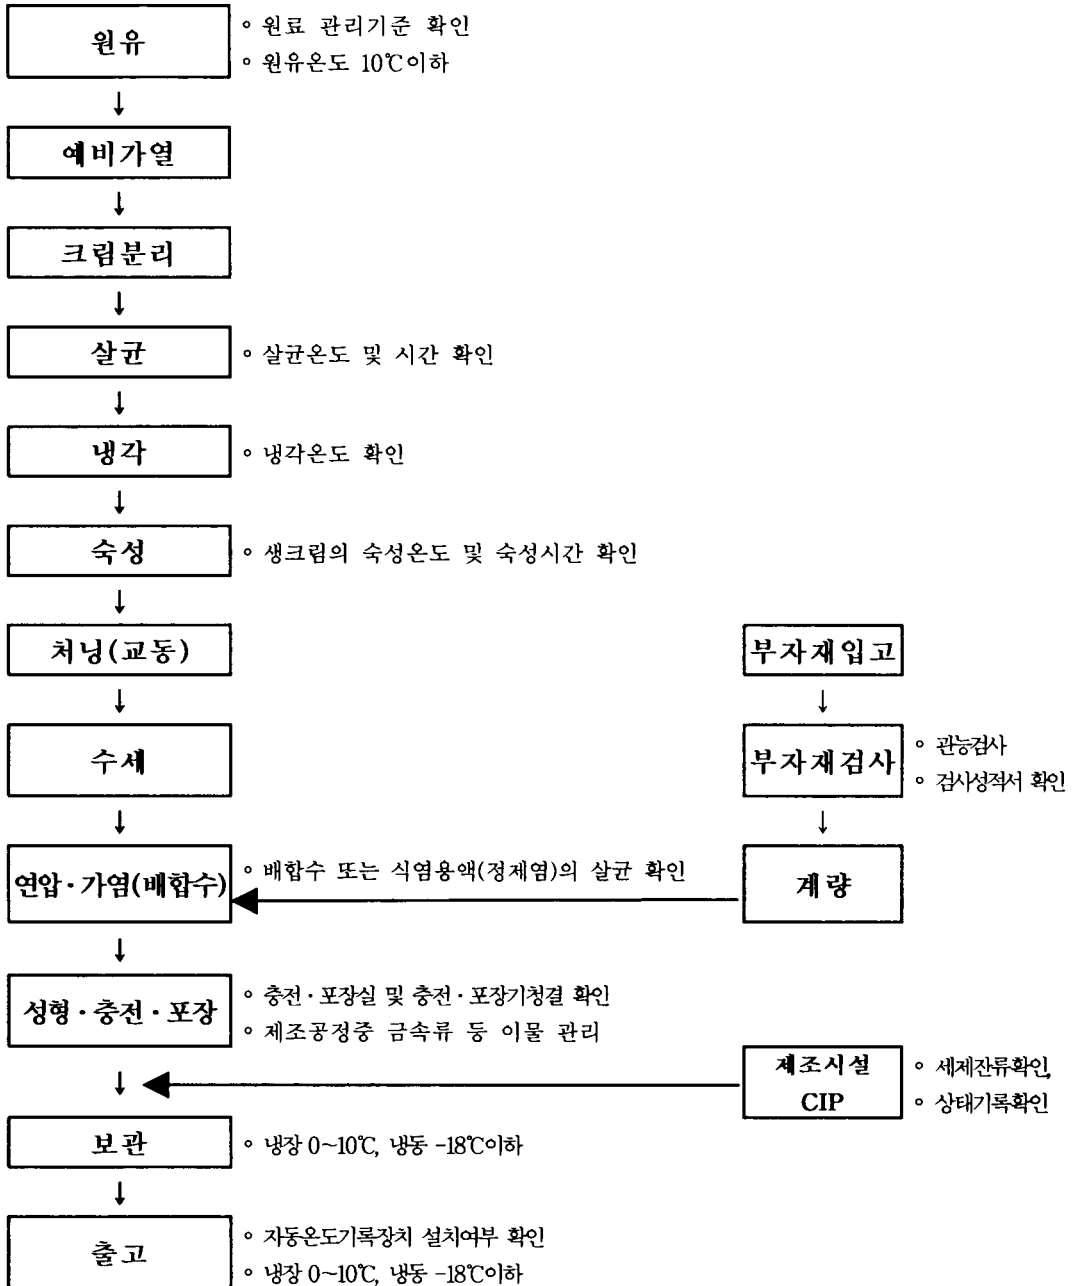 원유
◦ 원료 관리기준 확인
◦ 원유온도 10℃이하
↓
예비가열
↓
크림분리
↓
살균
◦ 살균온도 및 시간 확인
↓
냉각
◦ 냉각온도 확인
↓
숙성
◦ 생크림의 숙성온도 및 숙성시간 확인
↓
처닝(교동)
↓
수세
↓
부자재입고
↓
부자재검사
◦ 관능검사
◦ 검사성적서 확인
↓
계량
연압·가염(배합수)
◦ 배합수 또는 식염용액(정제염)의 살균 확인
↓
성형·충전·포장
◦ 충전·포장실 및 충전·포장기청결 확인
◦ 제조공정중 금속류 등 이물 관리
↓
제조시설
CIP
◦ 세제잔류확인,
◦ 상태기록확인
보관
◦ 냉장 0~10℃, 냉동 -18℃이하
↓
출고
◦ 자동온도기록장치 설치여부 확인
◦ 냉장 0~10℃, 냉동 -18℃이하